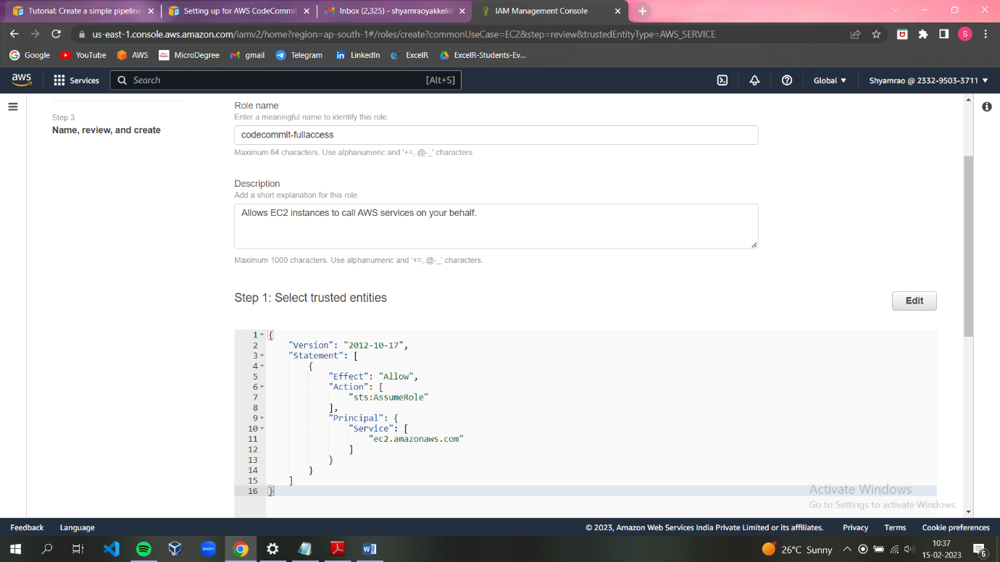 Tutorial: Create a simple pipeline
Setting up for AWS CodeCommit
Inbox (2,325) - shyamraoyakkeli@
IAM Management Console
us-east-1.console.aws.amazon.com/iamv2/home?region=ap-south-1#/roles/create?commonUseCase=EC2&step=review&trustedEntityType=AWS_SERVICE
S
Google YouTube AWS MicroDegree gmail Telegram LinkedIn ExcelR ExcelR-Students-Ev...
aws Services Search [Alt+S] Global Shyamrao @ 2332-9503-3711
Step 3
Name, review, and create
Role name
Enter a meaningful name to identify this role.
codecommit-fullaccess
Maximum 64 characters. Use alphanumeric and '+=,.@-_' characters.
Description
Add a short explanation for this role.
Allows EC2 instances to call AWS services on your behalf.
Maximum 1000 characters. Use alphanumeric and '+=,.@-_' characters.
Step 1: Select trusted entities
Edit
1 {
2 "Version": "2012-10-17",
3 "Statement": [
4 {
5 "Effect": "Allow",
6 "Action": [
7 "sts:AssumeRole"
8 ],
9 "Principal": {
10 "Service": [
11 "ec2.amazonaws.com"
12 ]
13 }
14 }
15 ]
16 }
Activate Windows
Go to Settings to activate Windows.
Feedback Language © 2023, Amazon Web Services India Private Limited or its affiliates. Privacy Terms Cookie preferences
zoom
26°C Sunny
10:37
15-02-2023
6